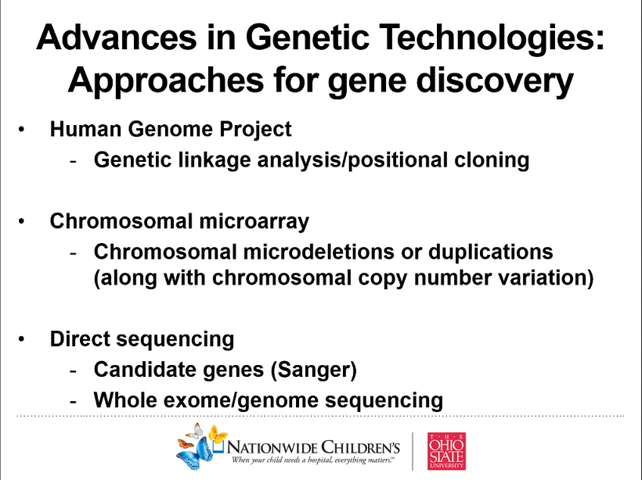 Advances in Genetic Technologies:
Approaches for gene discovery
• Human Genome Project
- Genetic linkage analysis/positional cloning
• Chromosomal microarray
- Chromosomal microdeletions or duplications
(along with chromosomal copy number variation)
• Direct sequencing
- Candidate genes (Sanger)
- Whole exome/genome sequencing
NATIONWIDE CHILDREN'S
When your child needs a hospital, everything matters.™
THE
OHIO
STATE
UNIVERSITY